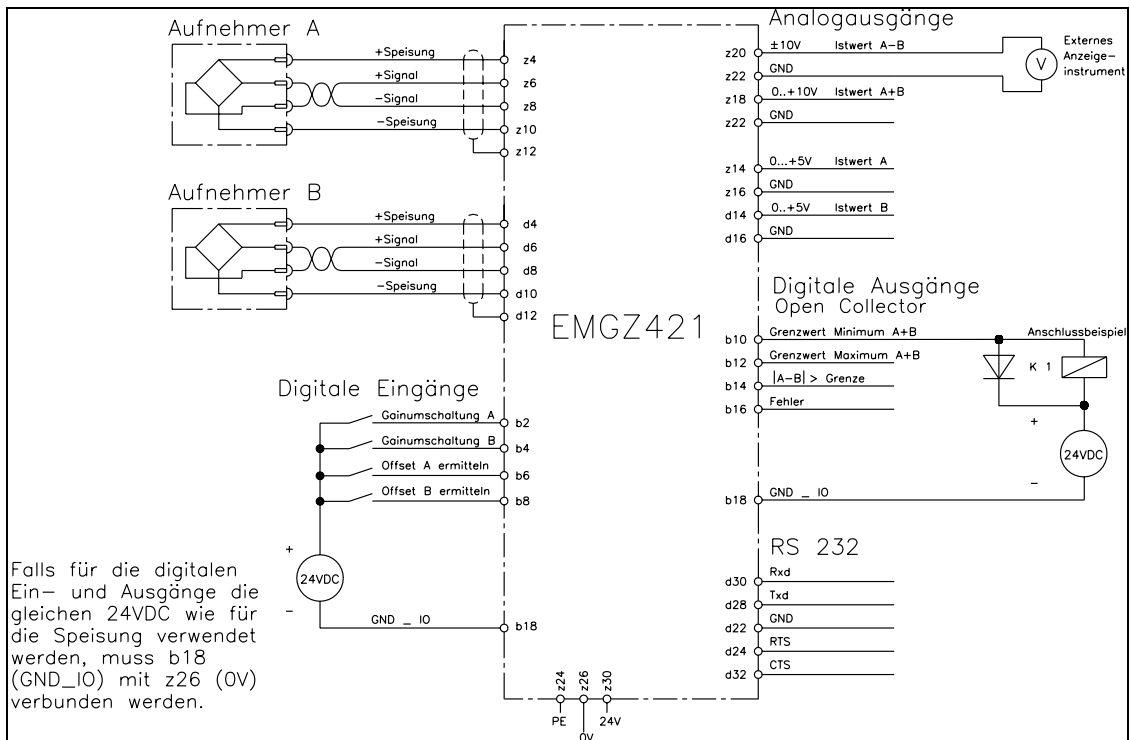 Aufnehmer A
+Speisung
z4
+Signal
z6
−Signal
z8
−Speisung
z10
z12
Aufnehmer B
+Speisung
d4
+Signal
d6
−Signal
d8
−Speisung
d10
d12
EMGZ421
Digitale Eingänge
Gainumschaltung A
b2
Gainumschaltung B
b4
Offset A ermitteln
b6
Offset B ermitteln
b8
+
24VDC
−
GND _ IO
b18
Falls für die digitalen
Ein− und Ausgänge die
gleichen 24VDC wie für
die Speisung verwendet
werden, muss b18
(GND_IO) mit z26 (0V)
verbunden werden.
z24
z26
z30
PE
0V
24V
Analogausgänge
z20
±10V
Istwert A−B
z22
GND
z18
0..+10V
Istwert A+B
z22
GND
V
Externes
Anzeige−
instrument
z14
0...+5V
Istwert A
z16
GND
d14
0..+5V
Istwert B
d16
GND
Digitale Ausgänge
Open Collector
b10
Grenzwert Minimum A+B
Anschlussbeispiel
b12
Grenzwert Maximum A+B
b14
|A−B| > Grenze
b16
Fehler
K 1
+
24VDC
−
b18
GND _ IO
RS 232
d30
Rxd
d28
Txd
d22
GND
d24
RTS
d32
CTS